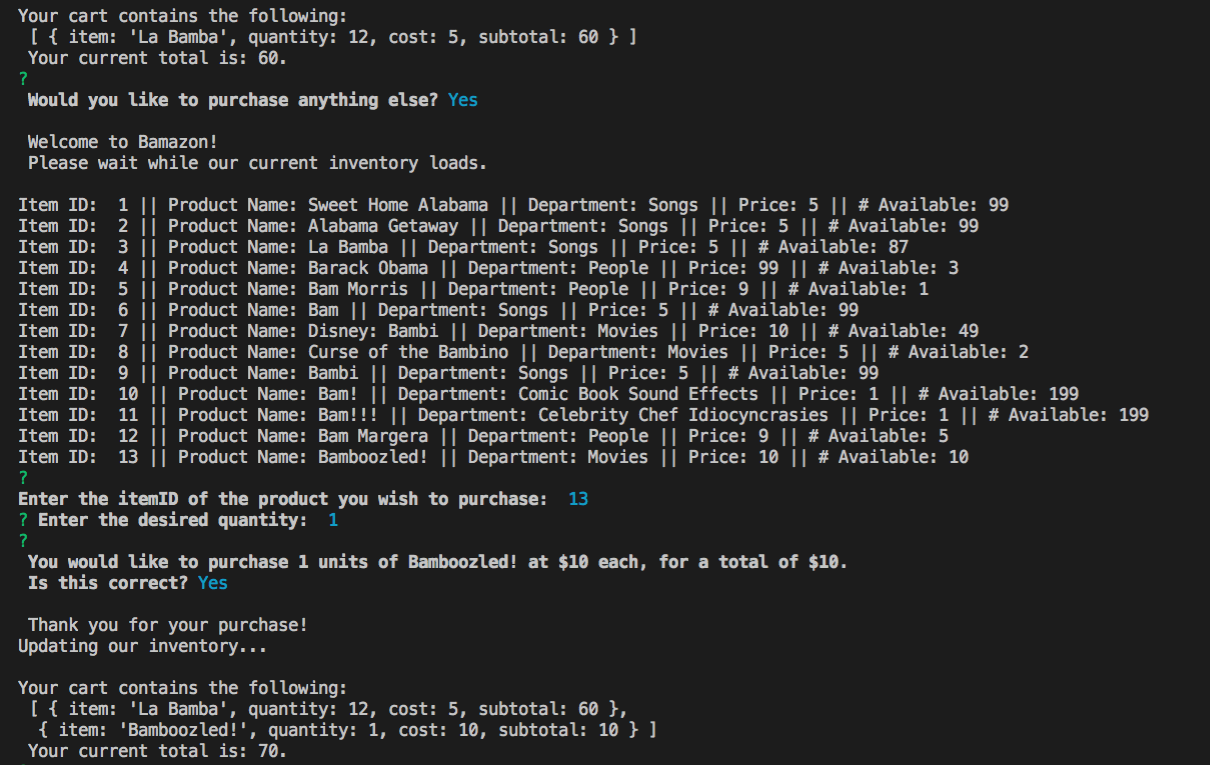 Your cart contains the following:
[ { item: 'La Bamba', quantity: 12, cost: 5, subtotal: 60 } ]
Your current total is: 60.
?
Would you like to purchase anything else? Yes
Welcome to Bamazon!
Please wait while our current inventory loads.
Item ID:  1 || Product Name: Sweet Home Alabama || Department: Songs || Price: 5 || # Available: 99
Item ID:  2 || Product Name: Alabama Getaway || Department: Songs || Price: 5 || # Available: 99
Item ID:  3 || Product Name: La Bamba || Department: Songs || Price: 5 || # Available: 87
Item ID:  4 || Product Name: Barack Obama || Department: People || Price: 99 || # Available: 3
Item ID:  5 || Product Name: Bam Morris || Department: People || Price: 9 || # Available: 1
Item ID:  6 || Product Name: Bam || Department: Songs || Price: 5 || # Available: 99
Item ID:  7 || Product Name: Disney: Bambi || Department: Movies || Price: 10 || # Available: 49
Item ID:  8 || Product Name: Curse of the Bambino || Department: Movies || Price: 5 || # Available: 2
Item ID:  9 || Product Name: Bambi || Department: Songs || Price: 5 || # Available: 99
Item ID:  10 || Product Name: Bam! || Department: Comic Book Sound Effects || Price: 1 || # Available: 199
Item ID:  11 || Product Name: Bam!!! || Department: Celebrity Chef Idiocyncrasies || Price: 1 || # Available: 199
Item ID:  12 || Product Name: Bam Margera || Department: People || Price: 9 || # Available: 5
Item ID:  13 || Product Name: Bamboozled! || Department: Movies || Price: 10 || # Available: 10
?
Enter the itemID of the product you wish to purchase:  13
? Enter the desired quantity:  1
?
You would like to purchase 1 units of Bamboozled! at $10 each, for a total of $10.
Is this correct? Yes
Thank you for your purchase!
Updating our inventory...
Your cart contains the following:
[ { item: 'La Bamba', quantity: 12, cost: 5, subtotal: 60 },
{ item: 'Bamboozled!', quantity: 1, cost: 10, subtotal: 10 } ]
Your current total is: 70.